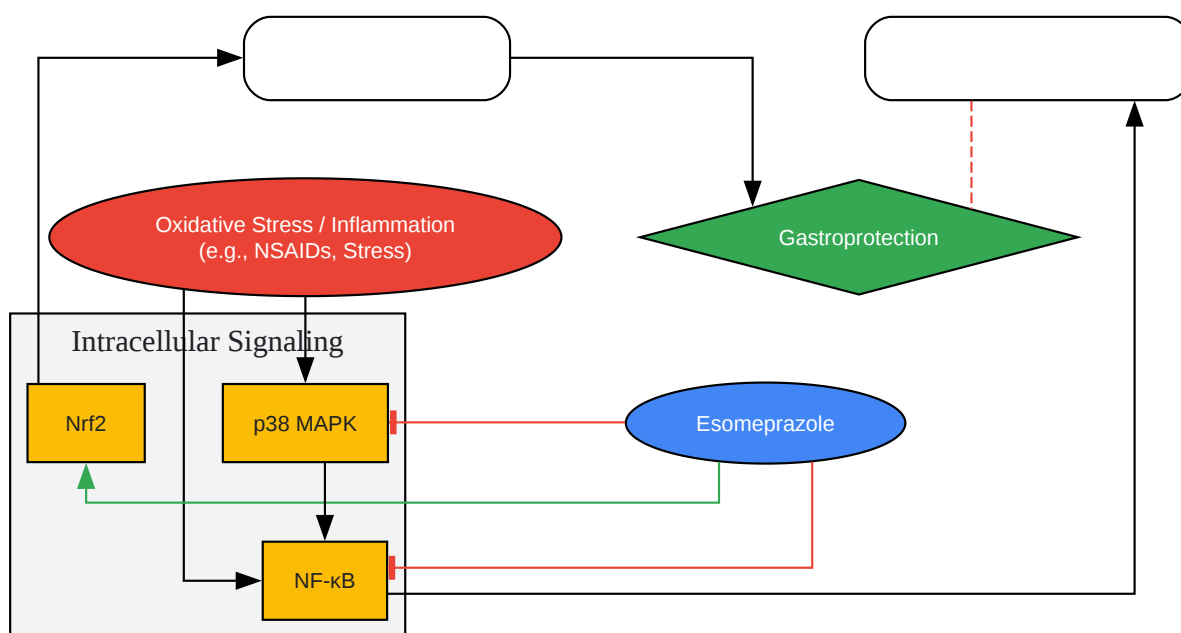 Oxidative Stress / Inflammation
(e.g., NSAIDs, Stress)
Gastroprotection
Intracellular Signaling
Nrf2
p38 MAPK
Esomeprazole
NF-κB